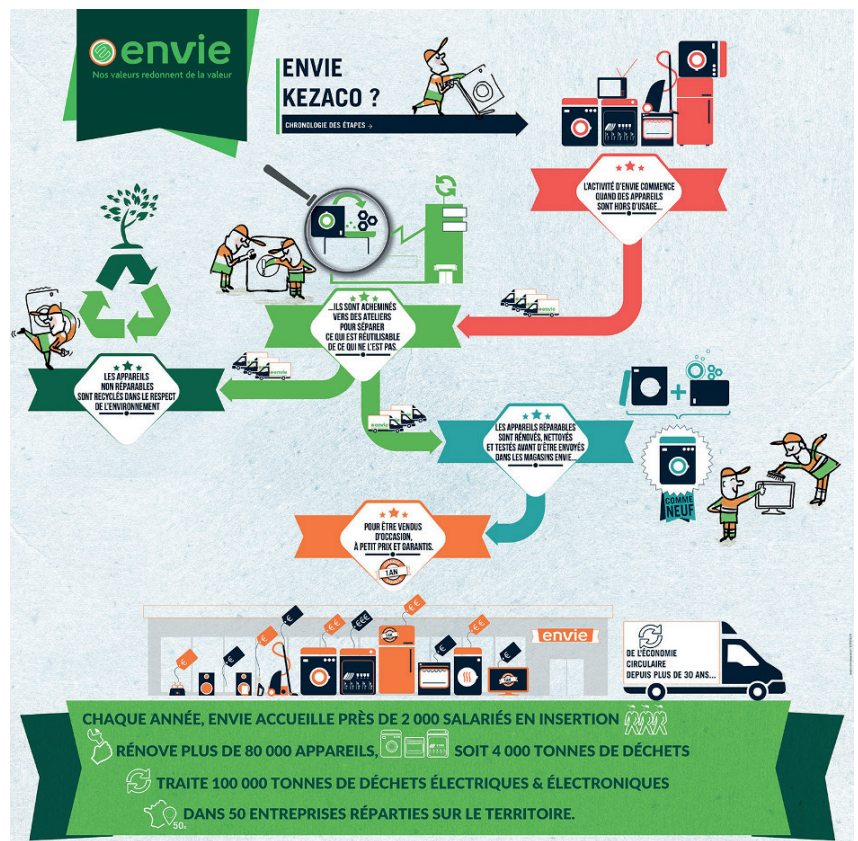 envie
Nos valeurs redonnent de la valeur
ENVIE
KEZACO ?
CHRONOLOGIE DES ÉTAPES →
L'ACTIVITÉ D'ENVIE COMMENCE
QUAND DES APPAREILS
SONT HORS D'USAGE...
...ILS SONT ACHEMINÉS
VERS DES ATELIERS
POUR SÉPARER
CE QUI EST RÉUTILISABLE
DE CE QUI NE L'EST PAS.
envie
LES APPAREILS
NON RÉPARABLES
SONT RECYCLÉS DANS LE RESPECT
DE L'ENVIRONNEMENT
envie
envie
LES APPAREILS RÉPARABLES
SONT RÉNOVÉS, NETTOYÉS
ET TESTÉS AVANT D'ÊTRE ENVOYÉS
DANS LES MAGASINS ENVIE...
+
COMME
NEUF
POUR ÊTRE VENDUS
D'OCCASION,
À PETIT PRIX ET GARANTIS.
1 AN
€€
€ €
€€€
€€
€€
€
€
€€
€
envie
DE L'ÉCONOMIE
CIRCULAIRE
DEPUIS PLUS DE 30 ANS...
CHAQUE ANNÉE, ENVIE ACCUEILLE PRÈS DE 2 000 SALARIÉS EN INSERTION
RÉNOVE PLUS DE 80 000 APPAREILS, SOIT 4 000 TONNES DE DÉCHETS
TRAITE 100 000 TONNES DE DÉCHETS ÉLECTRIQUES & ÉLECTRONIQUES
50 DANS 50 ENTREPRISES RÉPARTIES SUR LE TERRITOIRE.